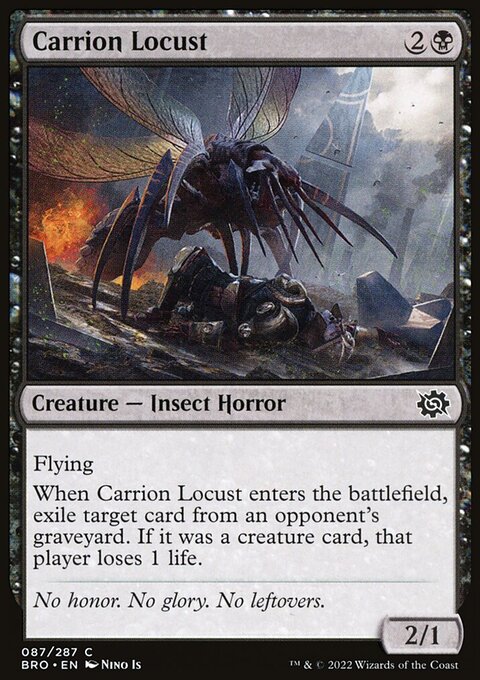 Carrion Locust 2
Creature — Insect Horror
Flying
When Carrion Locust enters the battlefield,
exile target card from an opponent's
graveyard. If it was a creature card, that
player loses 1 life.
No honor. No glory. No leftovers.
2/1
087/287 C
BRO • EN Nino Is
™ & © 2022 Wizards of the Coast